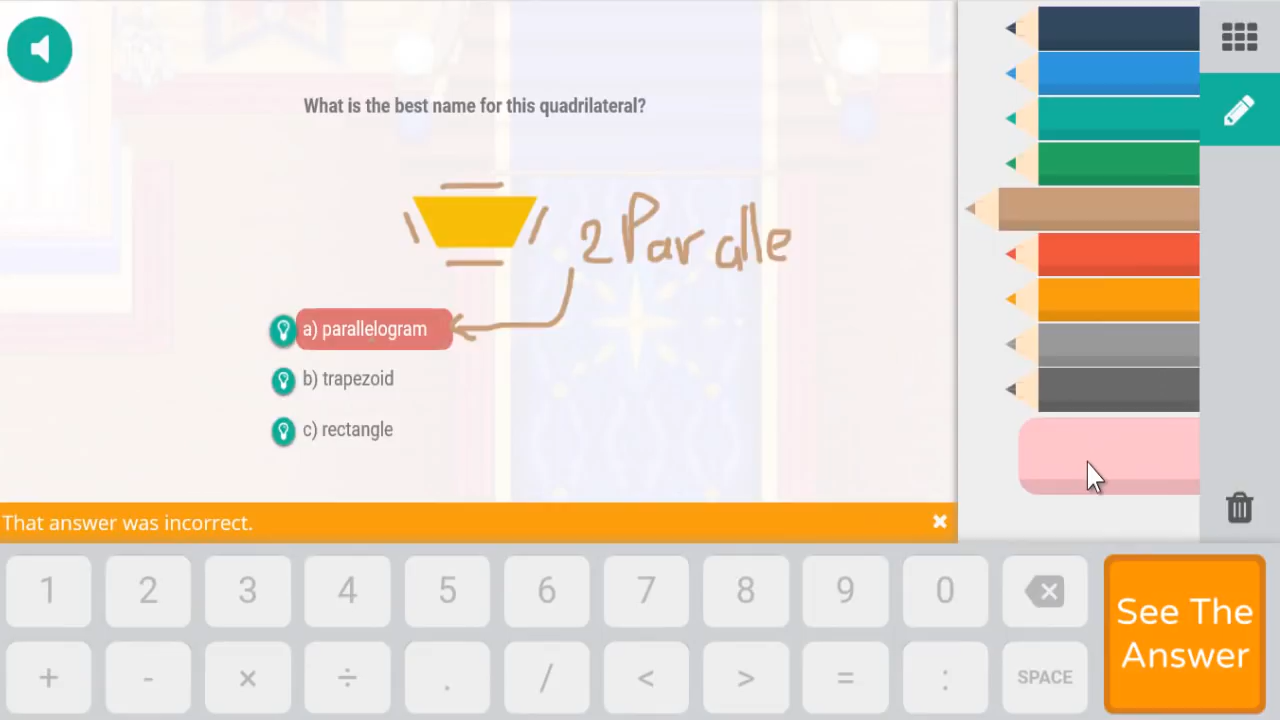 What is the best name for this quadrilateral?
2 Paralle
a) parallelogram
b) trapezoid
c) rectangle
That answer was incorrect.
1 2 3 4 5 6 7 8 9 0
See The
Answer
+ - × ÷ . / < > = : SPACE